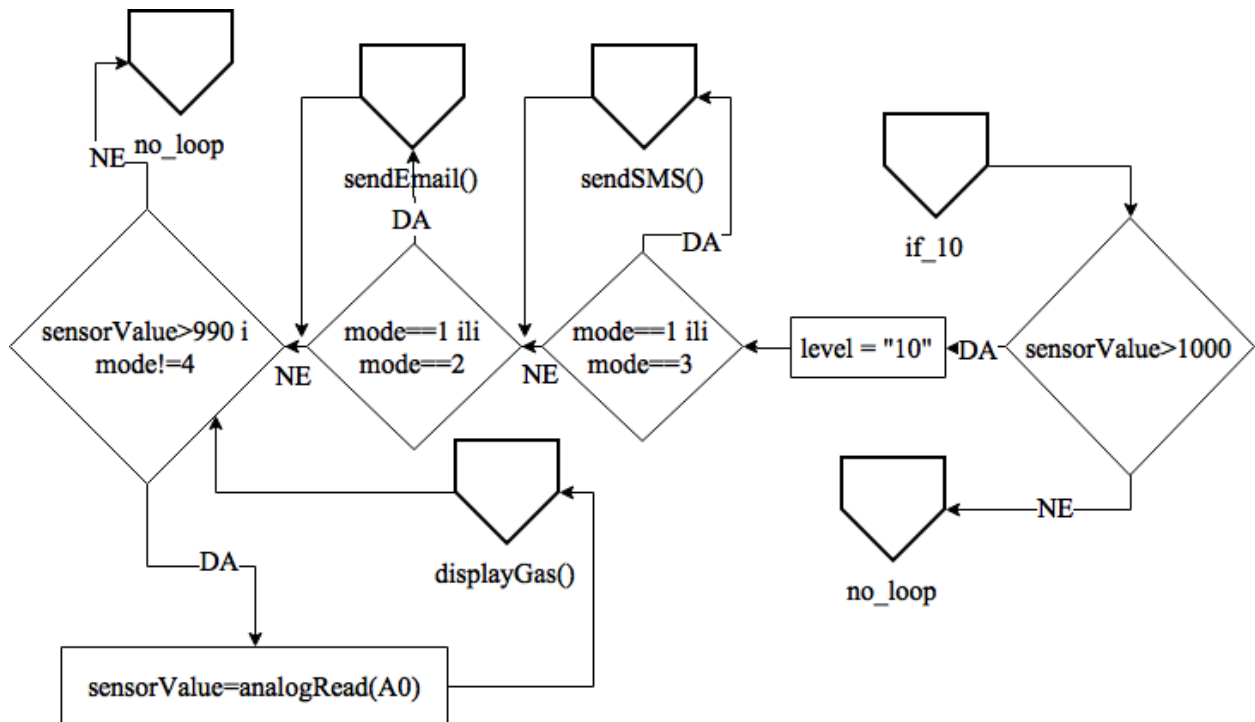 no_loop
NE
sendEmail()
DA
sendSMS()
DA
if_10
sensorValue>990 i
mode!=4
NE
mode==1 ili
mode==2
NE
mode==1 ili
mode==3
level = "10"
DA
sensorValue>1000
NE
no_loop
displayGas()
DA
sensorValue=analogRead(A0)